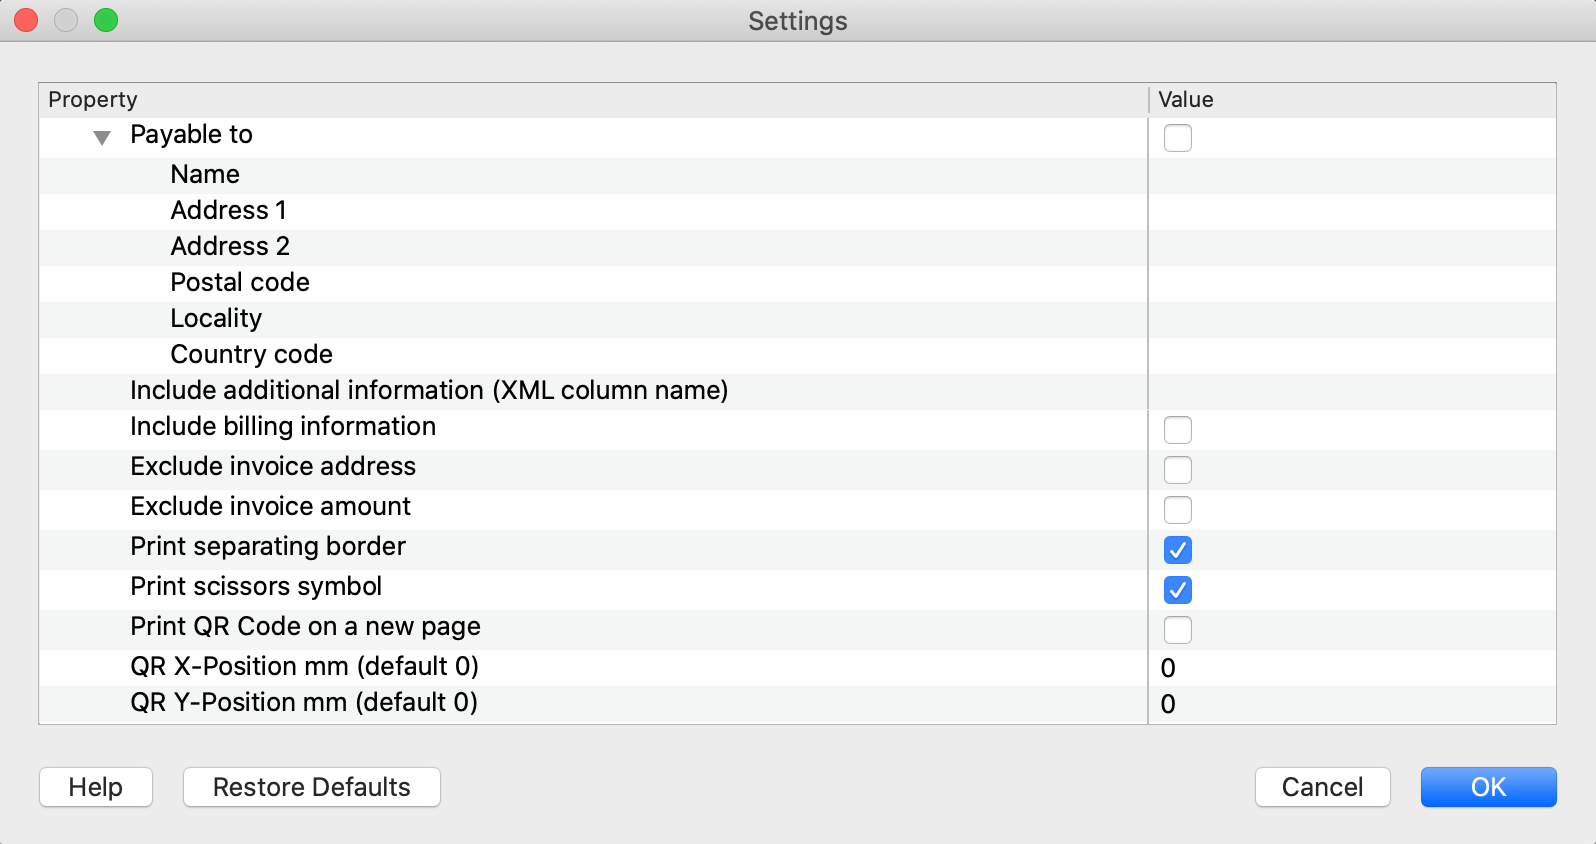 Settings
Property Value
Payable to
Name
Address 1
Address 2
Postal code
Locality
Country code
Include additional information (XML column name)
Include billing information
Exclude invoice address
Exclude invoice amount
Print separating border
Print scissors symbol
Print QR Code on a new page
QR X-Position mm (default 0) 0
QR Y-Position mm (default 0) 0
Help Restore Defaults Cancel OK